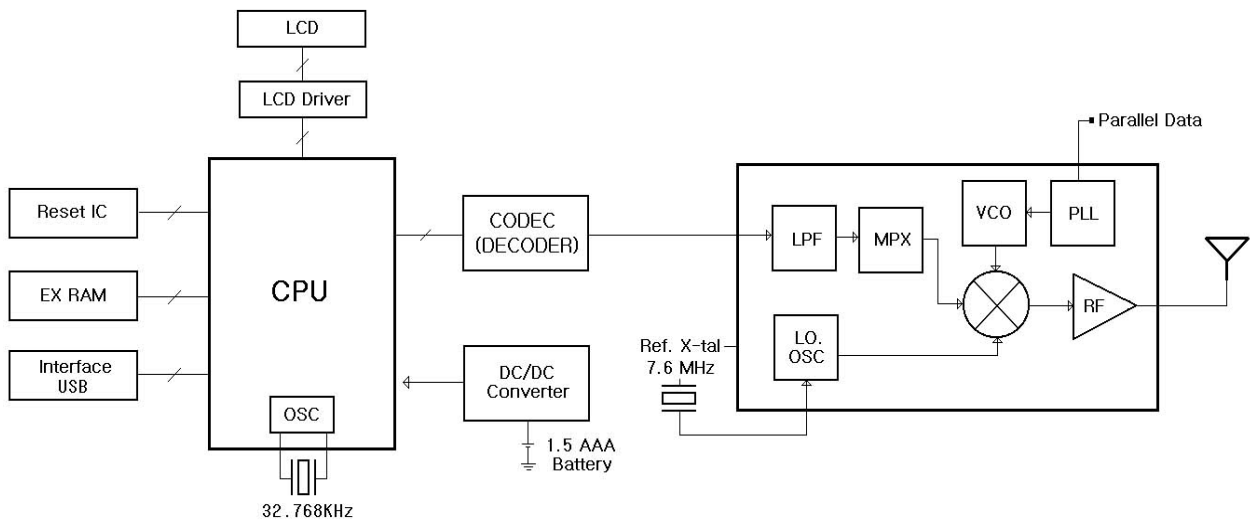 LCD
LCD Driver
Parallel Data
Reset IC
CODEC
(DECODER)
VCO
PLL
LPF
MPX
EX RAM
CPU
RF
LO.
OSC
Ref. X-tal
7.6 MHz
Interface
USB
DC/DC
Converter
OSC
1.5 AAA
Battery
32.768KHz